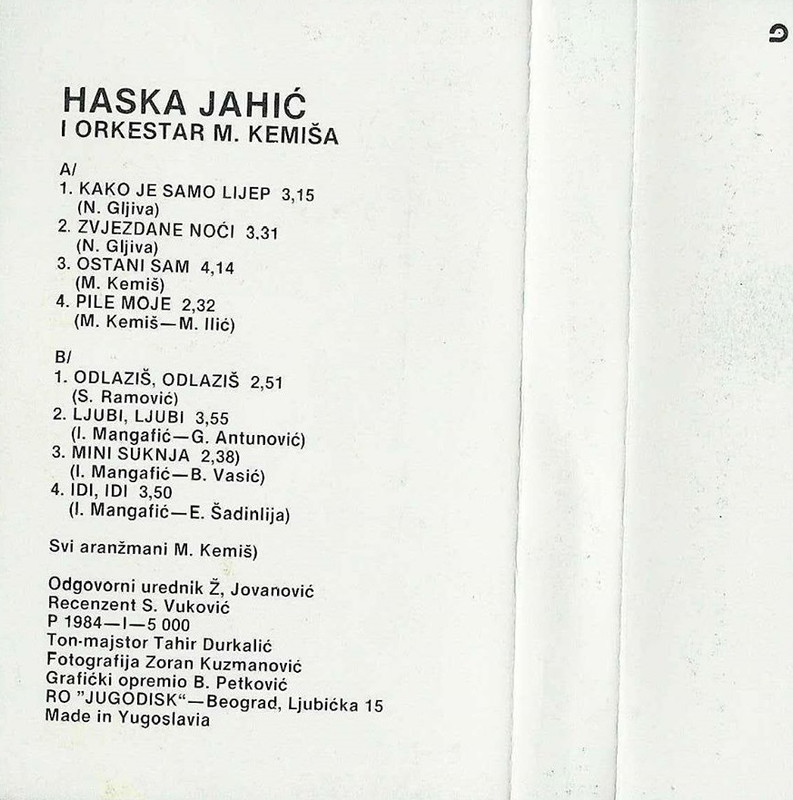 HASKA JAHIĆ
I ORKESTAR M. KEMIŠA
A/
1. KAKO JE SAMO LIJEP 3,15
(N. Gljiva)
2. ZVJEZDANE NOĆI 3.31
(N. Gljiva)
3. OSTANI SAM 4,14
(M. Kemiš)
4. PILE MOJE 2,32
(M. Kemiš—M. Ilić)
B/
1. ODLAZIŠ, ODLAZIŠ 2,51
(S. Ramović)
2. LJUBI, LJUBI 3,55
(I. Mangafić—G. Antunović)
3. MINI SUKNJA 2,38)
(I. Mangafić—B. Vasić)
4. IDI, IDI 3,50
(I. Mangafić—E. Šadinlija)
Svi aranžmani M. Kemiš)
Odgovorni urednik Ž, Jovanović
Recenzent S. Vuković
P 1984—I—5 000
Ton-majstor Tahir Durkalić
Fotografija Zoran Kuzmanović
Grafićki opremio B. Petković
RO "JUGODISK“—Beograd, Ljubićka 15
Made in Yugoslavia